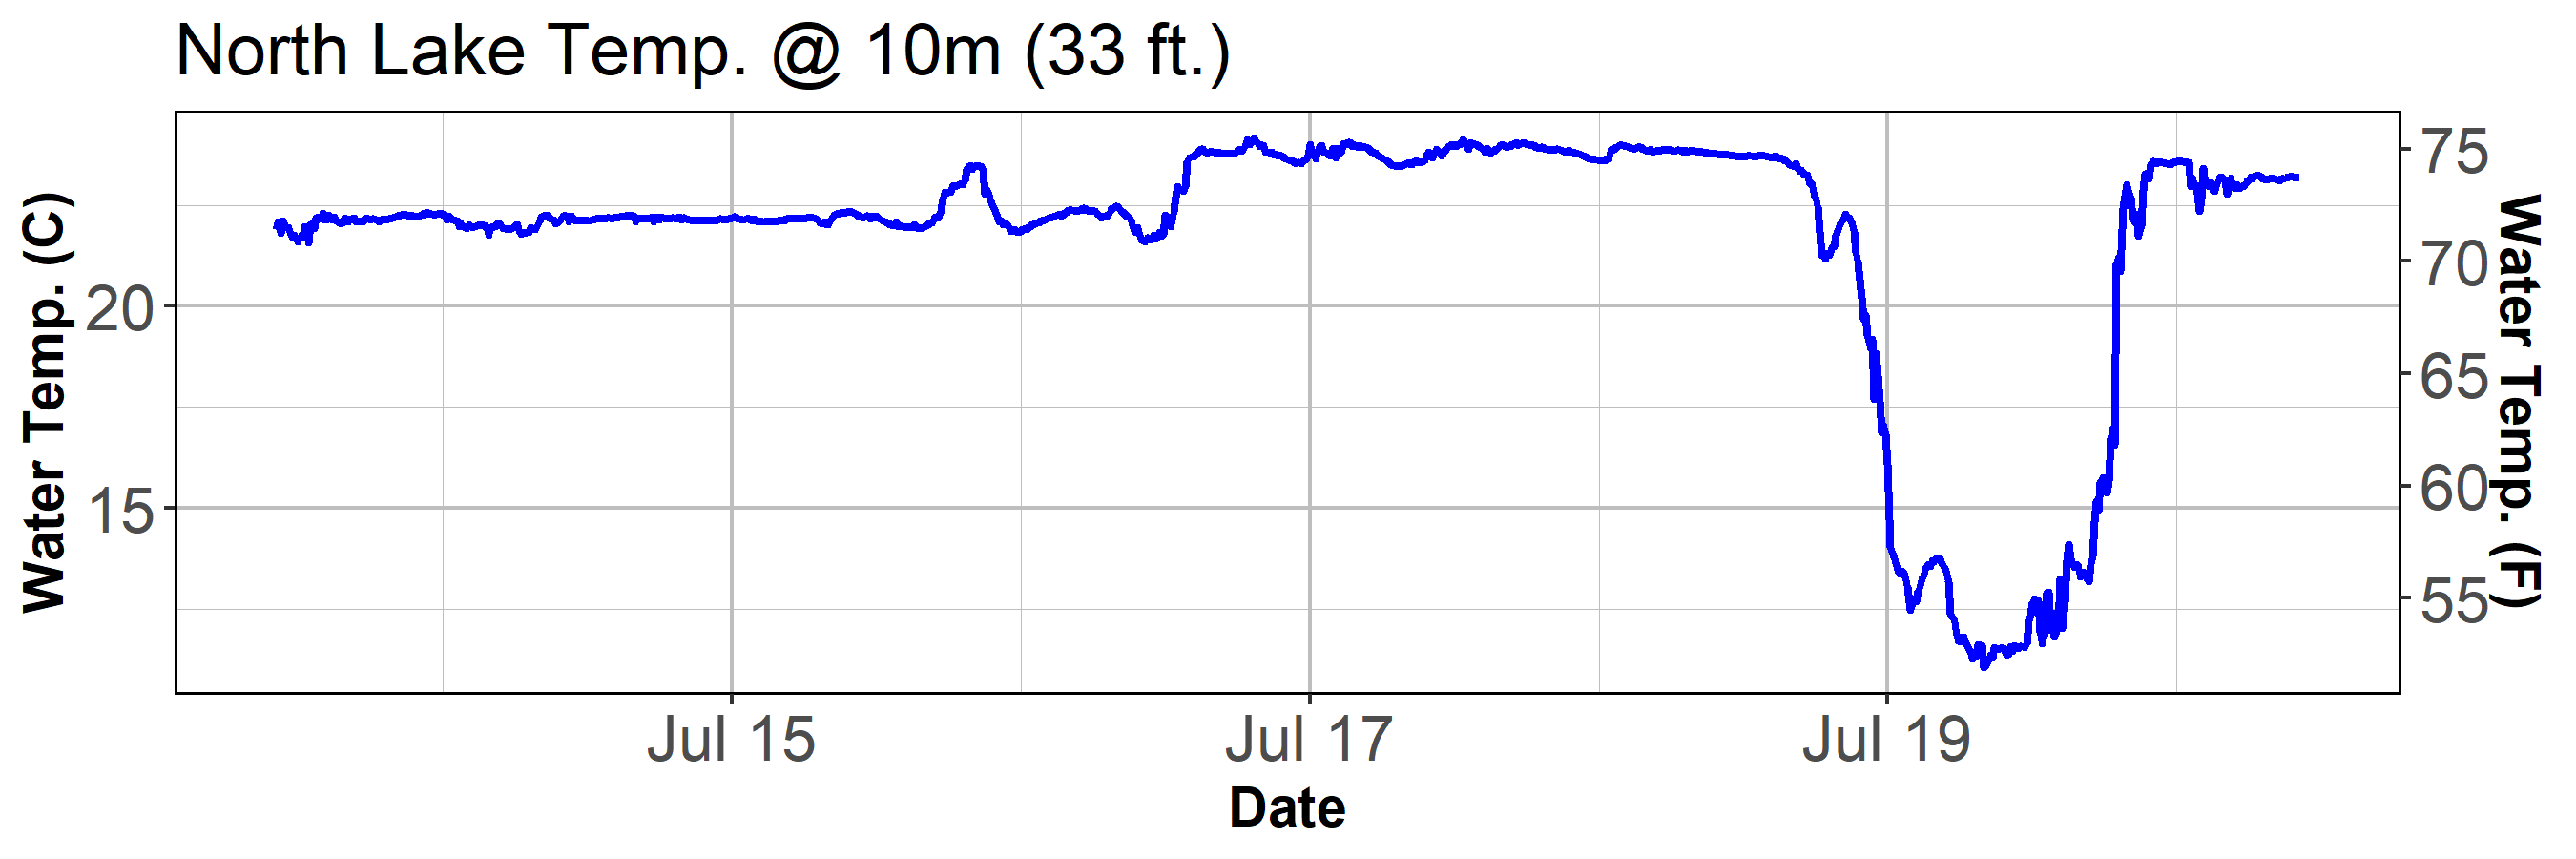 North Lake Temp. @ 10m (33 ft.)
Water Temp. (C)
20
15
75
70
65
60
55
Water Temp. (F)
Jul 15
Jul 17
Jul 19
Date